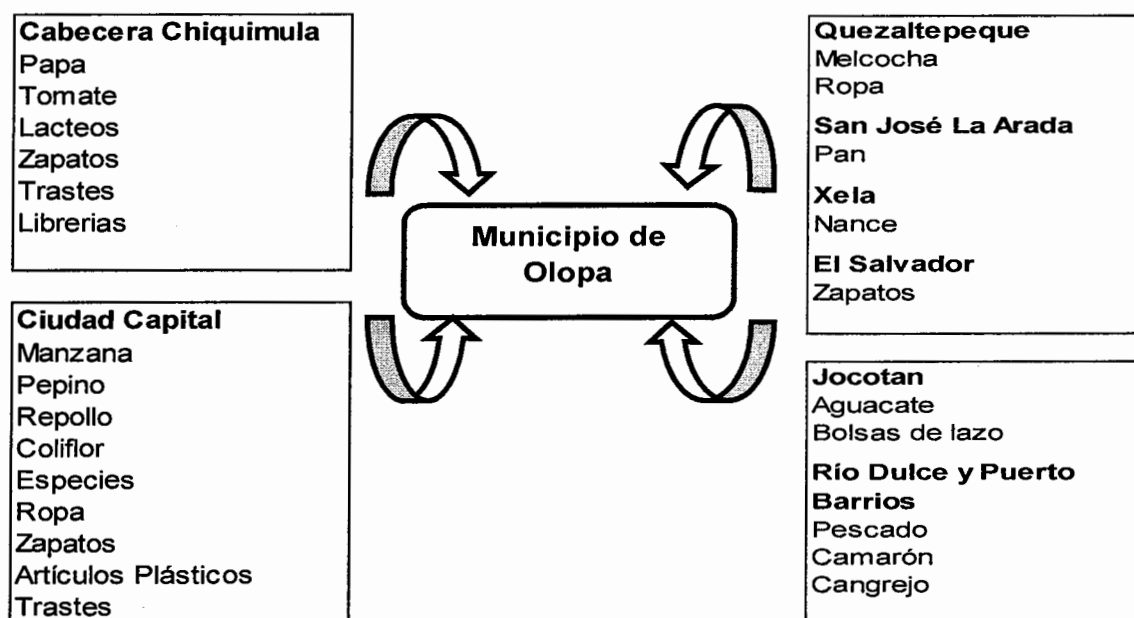 Cabecera Chiquimula
Papa
Tomate
Lacteos
Zapatos
Trastes
Librerias
Ciudad Capital
Manzana
Pepino
Repollo
Coliflor
Especies
Ropa
Zapatos
Artículos Plásticos
Trastes
Municipio de
Olopa
Quezaltepeque
Melcocha
Ropa
San José La Arada
Pan
Xela
Nance
El Salvador
Zapatos
Jocotan
Aguacate
Bolsas de lazo
Río Dulce y Puerto
Barrios
Pescado
Camarón
Cangrejo